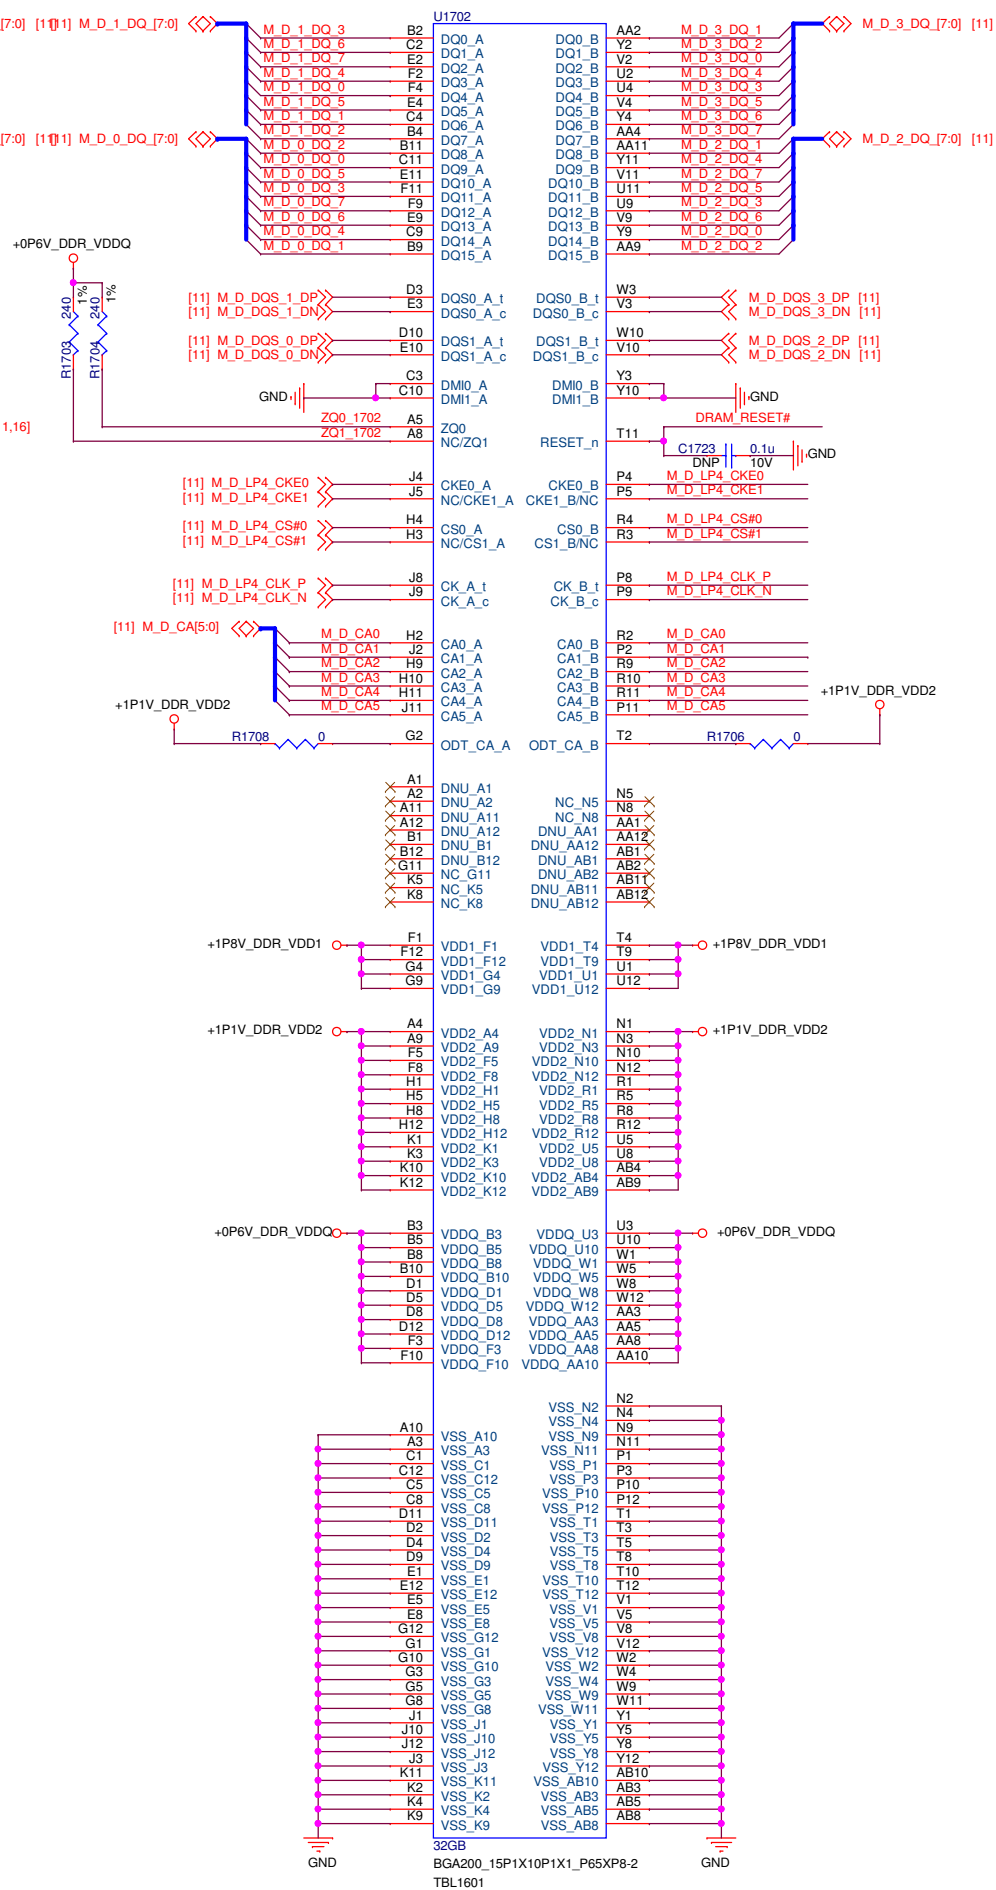 U1702
[7:0] [11] M_D_1_DQ_[7:0]
M_D_3_DQ_[7:0] [11]
M_D_1_DQ_3 B2 DQ0_A DQ0_B AA2 M_D_3_DQ_1
M_D_1_DQ_6 C2 DQ1_A DQ1_B Y2 M_D_3_DQ_2
M_D_1_DQ_7 E2 DQ2_A DQ2_B V2 M_D_3_DQ_0
M_D_1_DQ_4 F2 DQ3_A DQ3_B U2 M_D_3_DQ_4
M_D_1_DQ_0 F4 DQ4_A DQ4_B U4 M_D_3_DQ_3
M_D_1_DQ_5 E4 DQ5_A DQ5_B V4 M_D_3_DQ_5
M_D_1_DQ_1 C4 DQ6_A DQ6_B Y4 M_D_3_DQ_6
M_D_1_DQ_2 B4 DQ7_A DQ7_B AA4 M_D_3_DQ_7
[7:0] [11] M_D_0_DQ_[7:0]
M_D_2_DQ_[7:0] [11]
M_D_0_DQ_2 B11 DQ8_A DQ8_B AA11 M_D_2_DQ_1
M_D_0_DQ_0 C11 DQ9_A DQ9_B Y11 M_D_2_DQ_4
M_D_0_DQ_5 E11 DQ10_A DQ10_B V11 M_D_2_DQ_7
M_D_0_DQ_3 F11 DQ11_A DQ11_B U11 M_D_2_DQ_5
M_D_0_DQ_7 F9 DQ12_A DQ12_B U9 M_D_2_DQ_3
M_D_0_DQ_6 E9 DQ13_A DQ13_B V9 M_D_2_DQ_6
M_D_0_DQ_4 C9 DQ14_A DQ14_B Y9 M_D_2_DQ_0
M_D_0_DQ_1 B9 DQ15_A DQ15_B AA9 M_D_2_DQ_2
+0P6V_DDR_VDDQ
R1703 240 1%
R1704 240 1%
[11] M_D_DQS_1_DP D3 DQS0_A_t DQS0_B_t W3 M_D_DQS_3_DP [11]
[11] M_D_DQS_1_DN E3 DQS0_A_c DQS0_B_c V3 M_D_DQS_3_DN [11]
[11] M_D_DQS_0_DP D10 DQS1_A_t DQS1_B_t W10 M_D_DQS_2_DP [11]
[11] M_D_DQS_0_DN E10 DQS1_A_c DQS1_B_c V10 M_D_DQS_2_DN [11]
GND C3 DMI0_A DMI0_B Y3 GND
C10 DMI1_A DMI1_B Y10
1,16]
ZQ0_1702 A5 ZQ0 DRAM_RESET#
ZQ1_1702 A8 NC/ZQ1 RESET_n T11
C1723 0.1u GND
DNP 10V
[11] M_D_LP4_CKE0 J4 CKE0_A CKE0_B P4 M_D_LP4_CKE0
[11] M_D_LP4_CKE1 J5 NC/CKE1_A CKE1_B/NC P5 M_D_LP4_CKE1
[11] M_D_LP4_CS#0 H4 CS0_A CS0_B R4 M_D_LP4_CS#0
[11] M_D_LP4_CS#1 H3 NC/CS1_A CS1_B/NC R3 M_D_LP4_CS#1
[11] M_D_LP4_CLK_P J8 CK_A_t CK_B_t P8 M_D_LP4_CLK_P
[11] M_D_LP4_CLK_N J9 CK_A_c CK_B_c P9 M_D_LP4_CLK_N
[11] M_D_CA[5:0]
M_D_CA0 H2 CA0_A CA0_B R2 M_D_CA0
M_D_CA1 J2 CA1_A CA1_B P2 M_D_CA1
M_D_CA2 H9 CA2_A CA2_B R9 M_D_CA2
M_D_CA3 H10 CA3_A CA3_B R10 M_D_CA3
M_D_CA4 H11 CA4_A CA4_B R11 M_D_CA4
M_D_CA5 J11 CA5_A CA5_B P11 M_D_CA5
+1P1V_DDR_VDD2 +1P1V_DDR_VDD2
R1708 0 G2 ODT_CA_A ODT_CA_B T2 R1706 0
A1 DNU_A1
A2 DNU_A2 NC_N5 N5
A11 DNU_A11 NC_N8 N8
A12 DNU_A12 DNU_AA1 AA1
B1 DNU_B1 DNU_AA12 AA12
B12 DNU_B12 DNU_AB1 AB1
G11 NC_G11 DNU_AB2 AB2
K5 NC_K5 DNU_AB11 AB11
K8 NC_K8 DNU_AB12 AB12
+1P8V_DDR_VDD1 F1 VDD1_F1 VDD1_T4 T4 +1P8V_DDR_VDD1
F12 VDD1_F12 VDD1_T9 T9
G4 VDD1_G4 VDD1_U1 U1
G9 VDD1_G9 VDD1_U12 U12
+1P1V_DDR_VDD2 A4 VDD2_A4 VDD2_N1 N1 +1P1V_DDR_VDD2
A9 VDD2_A9 VDD2_N3 N3
F5 VDD2_F5 VDD2_N10 N10
F8 VDD2_F8 VDD2_N12 N12
H1 VDD2_H1 VDD2_R1 R1
H5 VDD2_H5 VDD2_R5 R5
H8 VDD2_H8 VDD2_R8 R8
H12 VDD2_H12 VDD2_R12 R12
K1 VDD2_K1 VDD2_U5 U5
K3 VDD2_K3 VDD2_U8 U8
K10 VDD2_K10 VDD2_AB4 AB4
K12 VDD2_K12 VDD2_AB9 AB9
+0P6V_DDR_VDDQ B3 VDDQ_B3 VDDQ_U3 U3 +0P6V_DDR_VDDQ
B5 VDDQ_B5 VDDQ_U10 U10
B8 VDDQ_B8 VDDQ_W1 W1
B10 VDDQ_B10 VDDQ_W5 W5
D1 VDDQ_D1 VDDQ_W8 W8
D5 VDDQ_D5 VDDQ_W12 W12
D8 VDDQ_D8 VDDQ_AA3 AA3
D12 VDDQ_D12 VDDQ_AA5 AA5
F3 VDDQ_F3 VDDQ_AA8 AA8
F10 VDDQ_F10 VDDQ_AA10 AA10
VSS_N2 N2
VSS_N4 N4
A10 VSS_A10 VSS_N9 N9
A3 VSS_A3 VSS_N11 N11
C1 VSS_C1 VSS_P1 P1
C12 VSS_C12 VSS_P3 P3
C5 VSS_C5 VSS_P10 P10
C8 VSS_C8 VSS_P12 P12
D11 VSS_D11 VSS_T1 T1
D2 VSS_D2 VSS_T3 T3
D4 VSS_D4 VSS_T5 T5
D9 VSS_D9 VSS_T8 T8
E1 VSS_E1 VSS_T10 T10
E12 VSS_E12 VSS_T12 T12
E5 VSS_E5 VSS_V1 V1
E8 VSS_E8 VSS_V5 V5
G12 VSS_G12 VSS_V8 V8
G1 VSS_G1 VSS_V12 V12
G10 VSS_G10 VSS_W2 W2
G3 VSS_G3 VSS_W4 W4
G5 VSS_G5 VSS_W9 W9
G8 VSS_G8 VSS_W11 W11
J1 VSS_J1 VSS_Y1 Y1
J10 VSS_J10 VSS_Y5 Y5
J12 VSS_J12 VSS_Y8 Y8
J3 VSS_J3 VSS_Y12 Y12
K11 VSS_K11 VSS_AB10 AB10
K2 VSS_K2 VSS_AB3 AB3
K4 VSS_K4 VSS_AB5 AB5
K9 VSS_K9 VSS_AB8 AB8
32GB
GND BGA200_15P1X10P1X1_P65XP8-2 GND
TBL1601